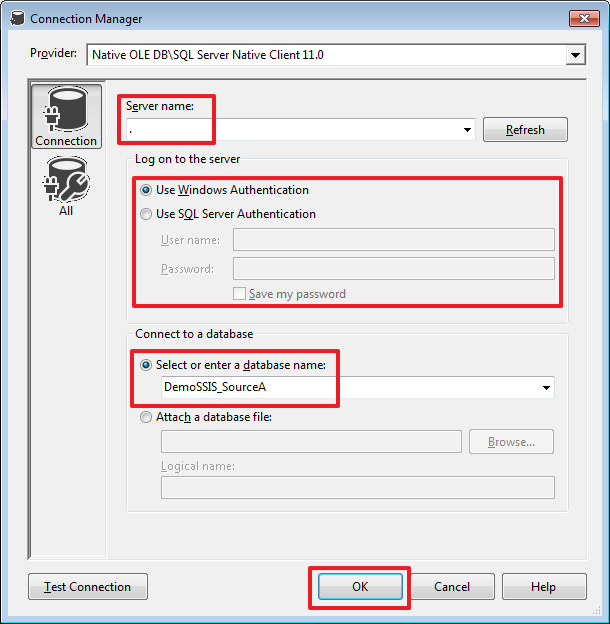 Connection Manager
Provider: Native OLE DB\SQL Server Native Client 11.0
Connection
All
Server name:
. Refresh
Log on to the server
Use Windows Authentication
Use SQL Server Authentication
User name:
Password:
Save my password
Connect to a database
Select or enter a database name:
DemoSSIS_SourceA
Attach a database file:
Browse...
Logical name:
Test Connection OK Cancel Help